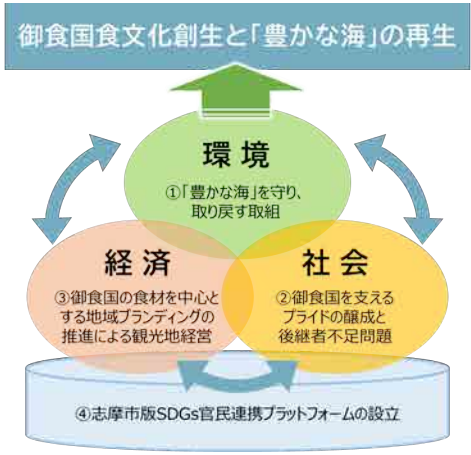 御食国食文化創生と「豊かな海」の再生
環境
①「豊かな海」を守り、
取り戻す取組
経済
③御食国の食材を中心と
する地域ブランディングの
推進による観光地経営
社会
②御食国を支える
プライドの醸成と
後継者不足問題
④志摩市版SDGs官民連携プラットフォームの設立